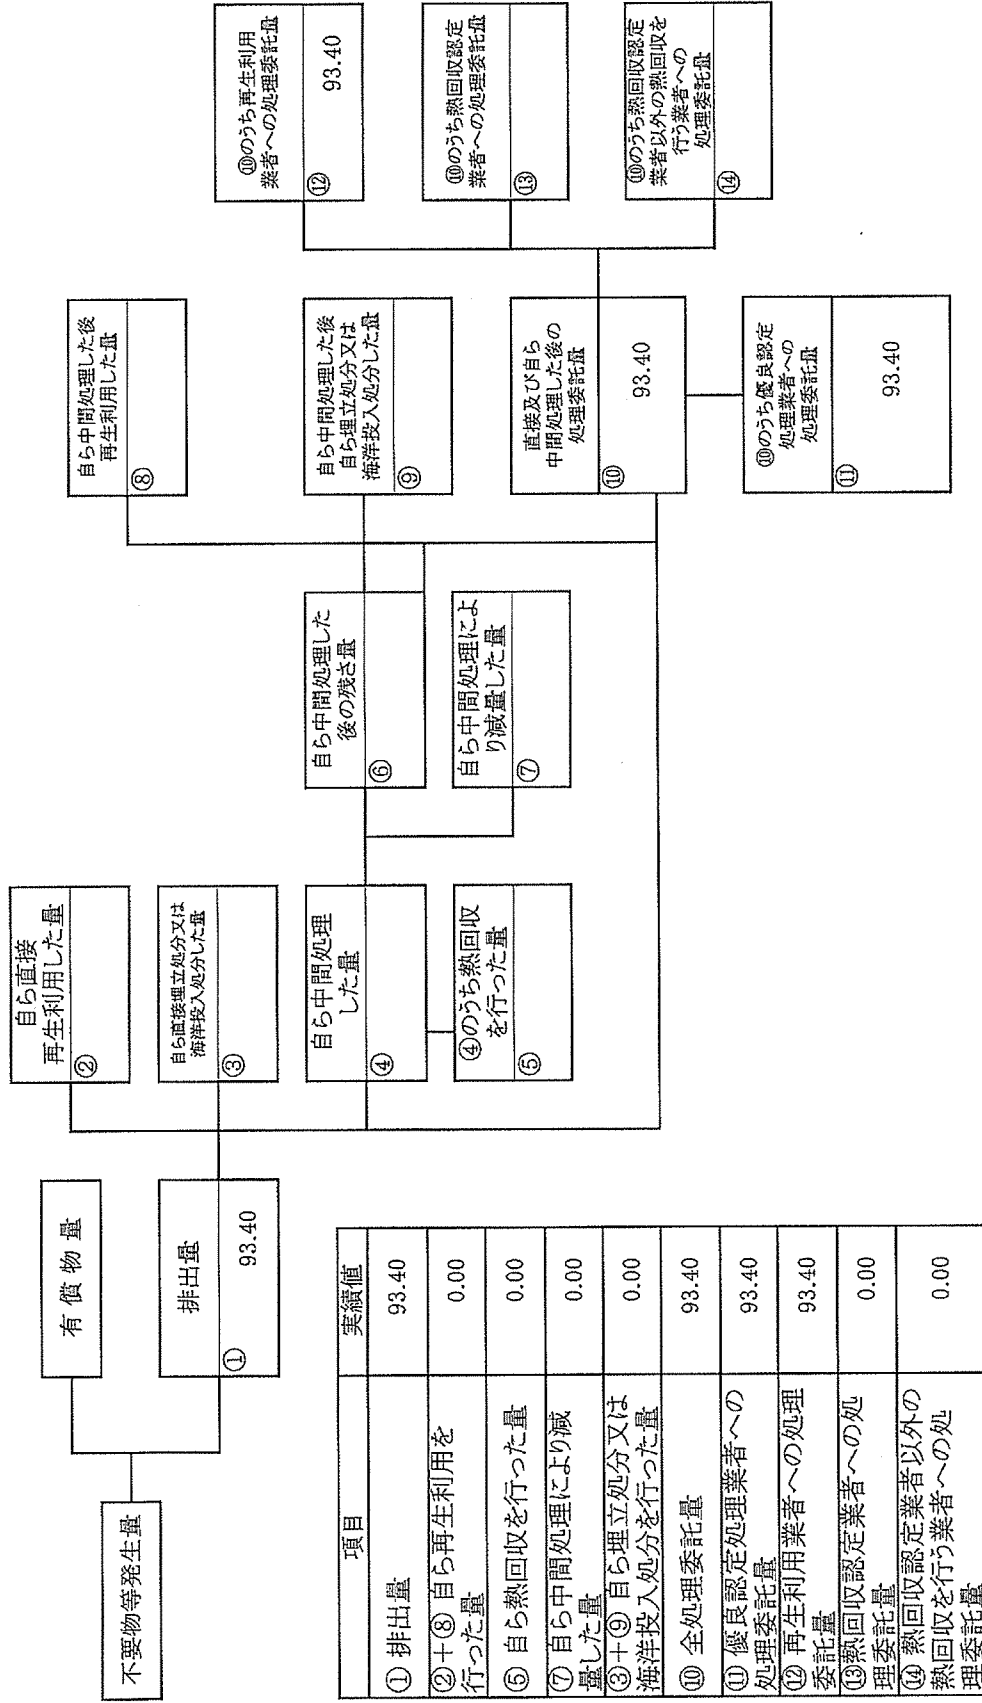 不要物等発生量
有償物量
排出量
① 93.40
自ら直接
再生利用した量
②
自ら直接埋立処分又は
海洋投入処分した量
③
自ら中間処理
した量
④
④のうち熱回収
を行った量
⑤
自ら中間処理した
後の残さ量
⑥
自ら中間処理によ
り減量した量
⑦
自ら中間処理した後
再生利用した量
⑧
自ら中間処理した後
自ら埋立処分又は
海洋投入処分した量
⑨
直接及び自ら
中間処理した後の
処理委託量
⑩ 93.40
⑩のうち優良認定
処理業者への
処理委託量
⑪ 93.40
⑩のうち再生利用
業者への処理委託量
⑫ 93.40
⑩のうち熱回収認定
業者への処理委託量
⑬
⑩のうち熱回収認定
業者以外の熱回収を
行う業者への
処理委託量
⑭
項目 実績値
① 排出量 93.40
②+⑧ 自ら再生利用を
行った量 0.00
⑤ 自ら熱回収を行った量 0.00
⑦ 自ら中間処理により減
量した量 0.00
③+⑨ 自ら埋立処分又は
海洋投入処分を行った量 0.00
⑩ 全処理委託量 93.40
⑪ 優良認定処理業者への
処理委託量 93.40
⑫ 再生利用業者への処理
委託量 93.40
⑬熱回収認定業者への処
理委託量 0.00
⑭ 熱回収認定業者以外の
熱回収を行う業者への処
理委託量 0.00